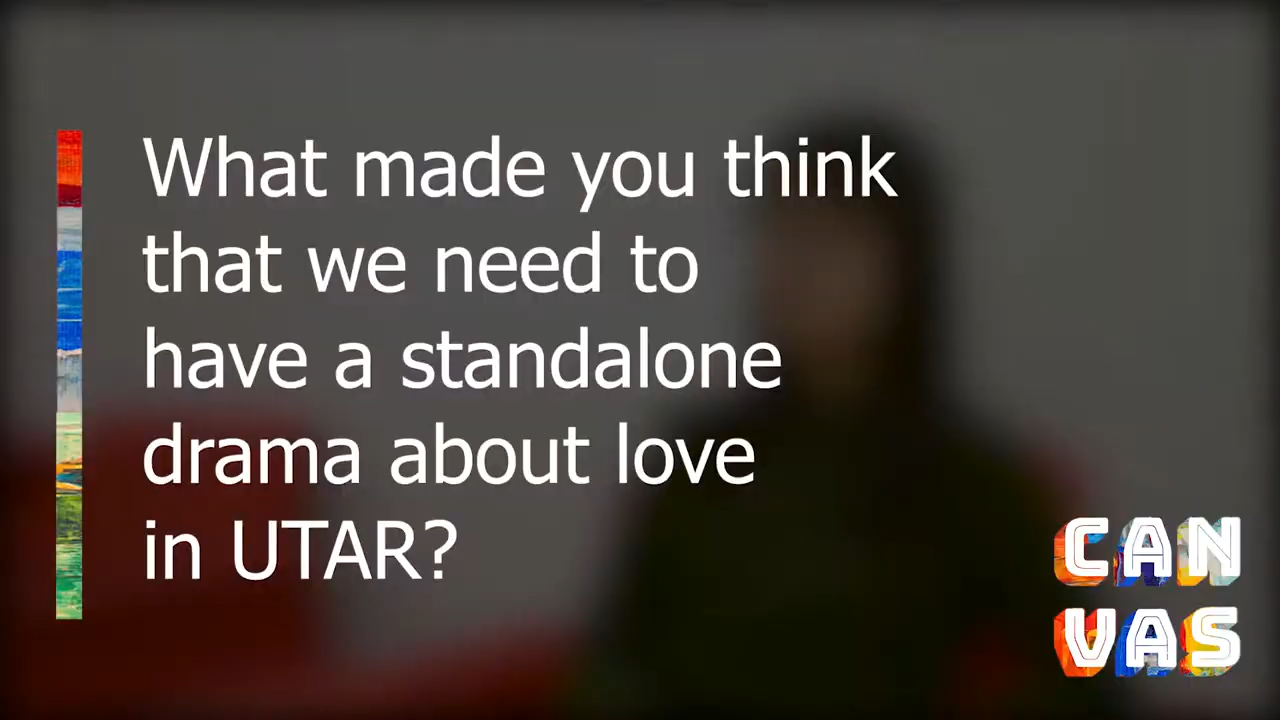 What made you think
that we need to
have a standalone
drama about love
in UTAR?
CAN
VAS